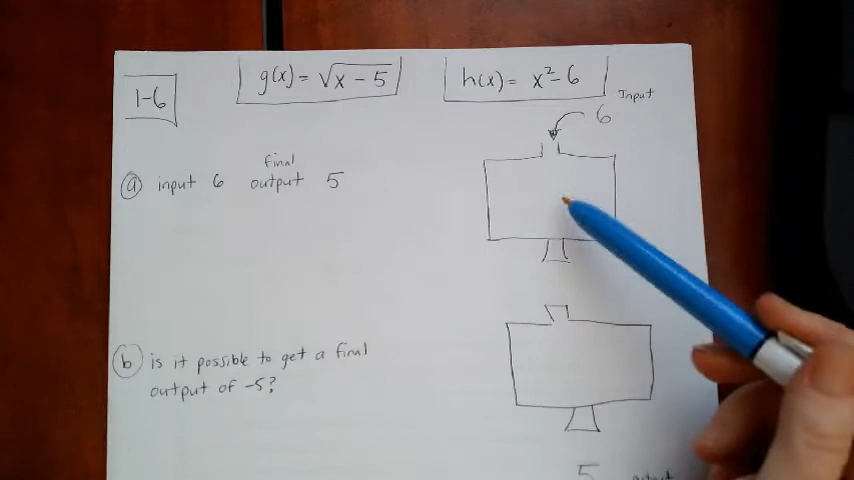 1-6
g(x) = √x - 5
h(x) = x² - 6
Input
6
final
a input 6 output 5
b is it possible to get a final
output of -5?
5